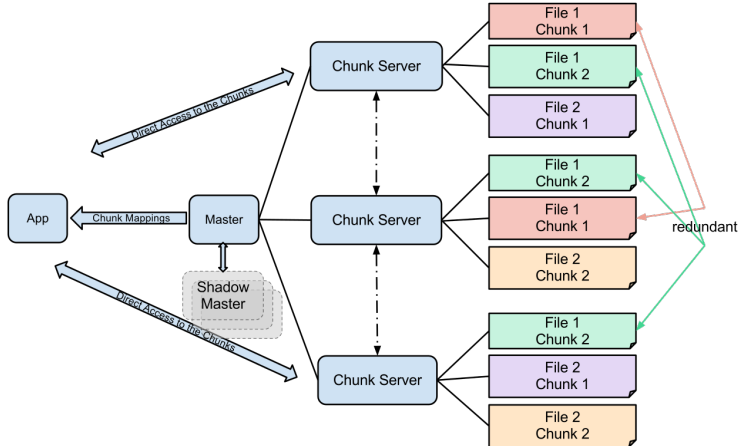 File 1
Chunk 1
File 1
Chunk 2
File 2
Chunk 1
Chunk Server
Direct Access to the Chunks
App
Chunk Mappings
Master
Chunk Server
File 1
Chunk 2
File 1
Chunk 1
File 2
Chunk 2
redundant
Shadow
Master
Direct Access to the Chunks
Chunk Server
File 1
Chunk 2
File 2
Chunk 1
File 2
Chunk 2